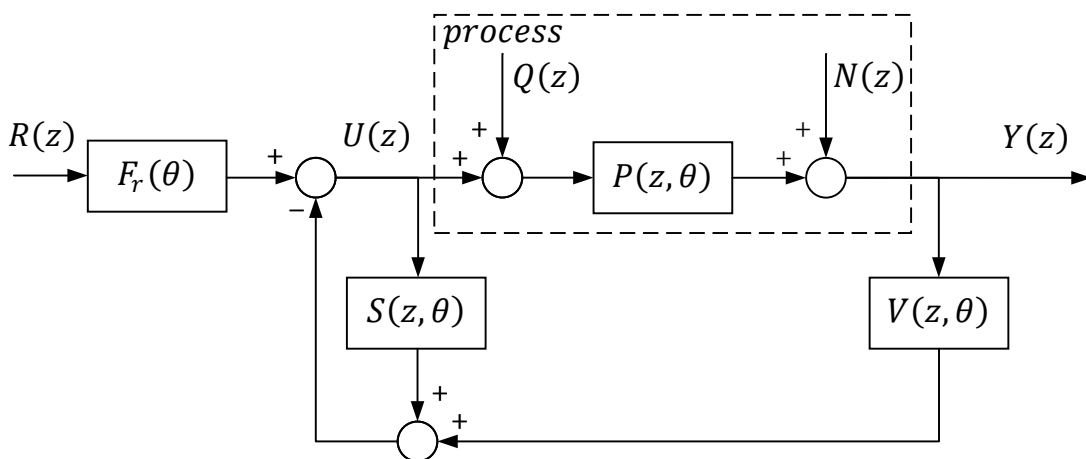 process
Q(z)
N(z)
R(z)
U(z)
Y(z)
F_r(θ)
+
+
+
+
+
+
−
P(z, θ)
S(z, θ)
V(z, θ)
+
+